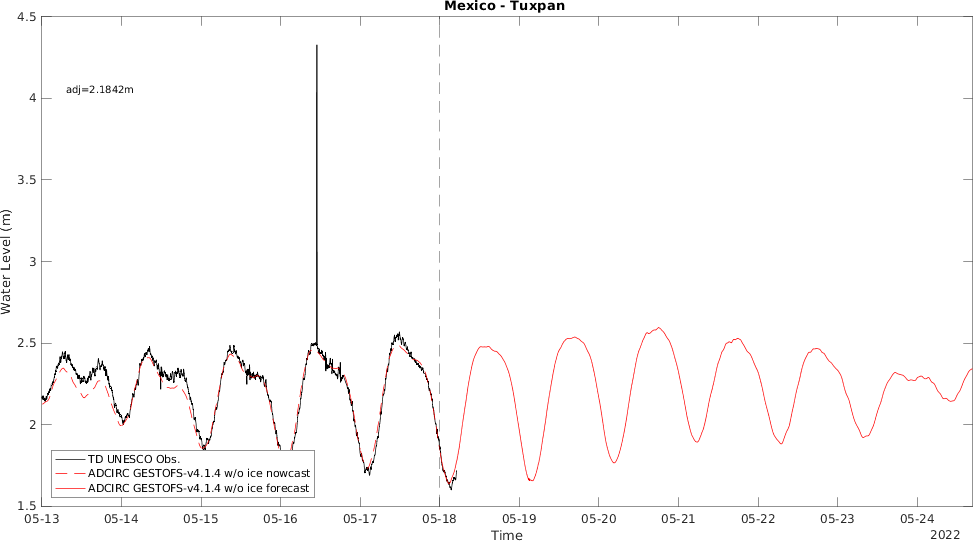 Mexico - Tuxpan
4.5
4
3.5
3
2.5
2
1.5
Water Level (m)
adj=2.1842m
TD UNESCO Obs.
ADCIRC GESTOFS-v4.1.4 w/o ice nowcast
ADCIRC GESTOFS-v4.1.4 w/o ice forecast
05-13 05-14 05-15 05-16 05-17 05-18 05-19 05-20 05-21 05-22 05-23 05-24
Time
2022